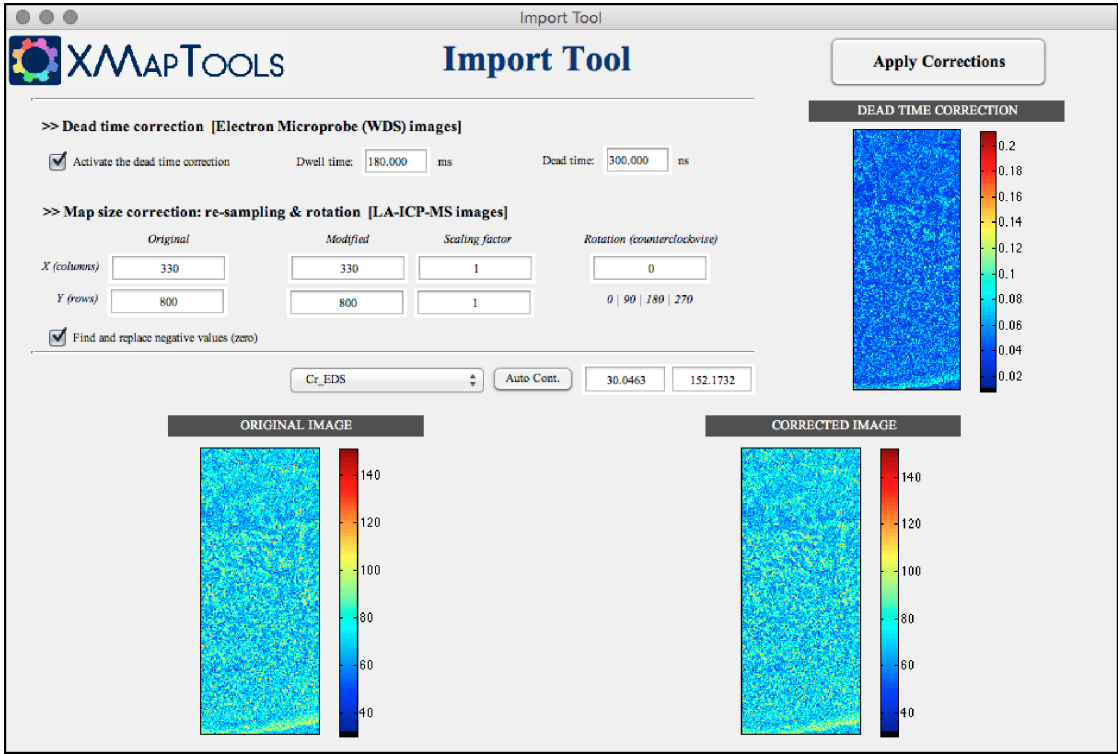 Import Tool
XMapTools
Import Tool
Apply Corrections
>> Dead time correction [Electron Microprobe (WDS) images]
Activate the dead time correction
Dwell time: 180.000 ms
Dead time: 300.000 ns
>> Map size correction: re-sampling & rotation [LA-ICP-MS images]
Original Modified Scaling factor Rotation (counterclockwise)
X (columns) 330 330 1 0
Y (rows) 800 800 1 0 | 90 | 180 | 270
Find and replace negative values (zero)
Cr_EDS Auto Cont. 30.0463 152.1732
DEAD TIME CORRECTION
0.2
0.18
0.16
0.14
0.12
0.1
0.08
0.06
0.04
0.02
ORIGINAL IMAGE
140
120
100
80
60
40
CORRECTED IMAGE
140
120
100
80
60
40